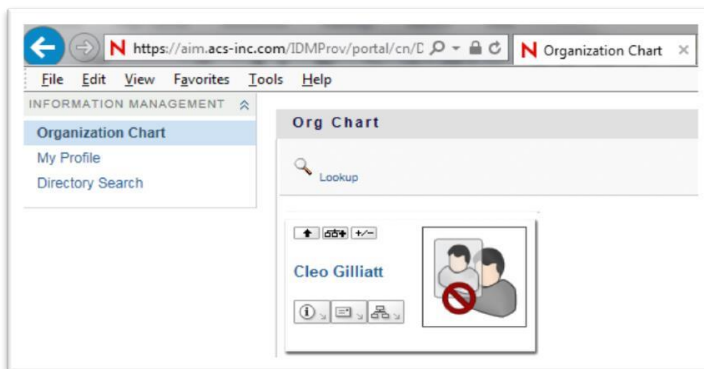 https://aim.acs-inc.com/IDMProv/portal/cn/D
Organization Chart
File Edit View Favorites Tools Help
INFORMATION MANAGEMENT
Organization Chart
My Profile
Directory Search
Org Chart
Lookup
Cleo Gilliatt